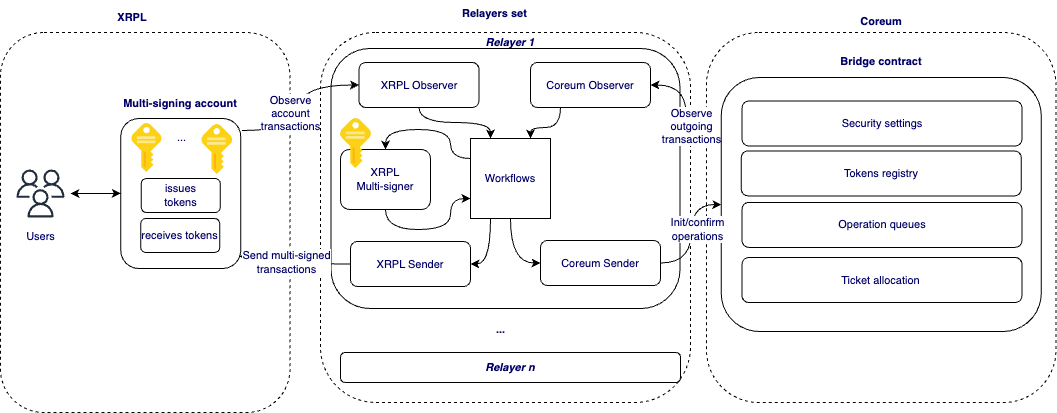 XRPL
Multi-signing account
...
issues
tokens
receives tokens
Users
Observe
account
transactions
Send multi-signed
transactions
Relayers set
Relayer 1
XRPL Observer
Coreum Observer
XRPL
Multi-signer
Workflows
XRPL Sender
Coreum Sender
...
Relayer n
Observe
outgoing
transactions
Init/confirm
operations
Coreum
Bridge contract
Security settings
Tokens registry
Operation queues
Ticket allocation